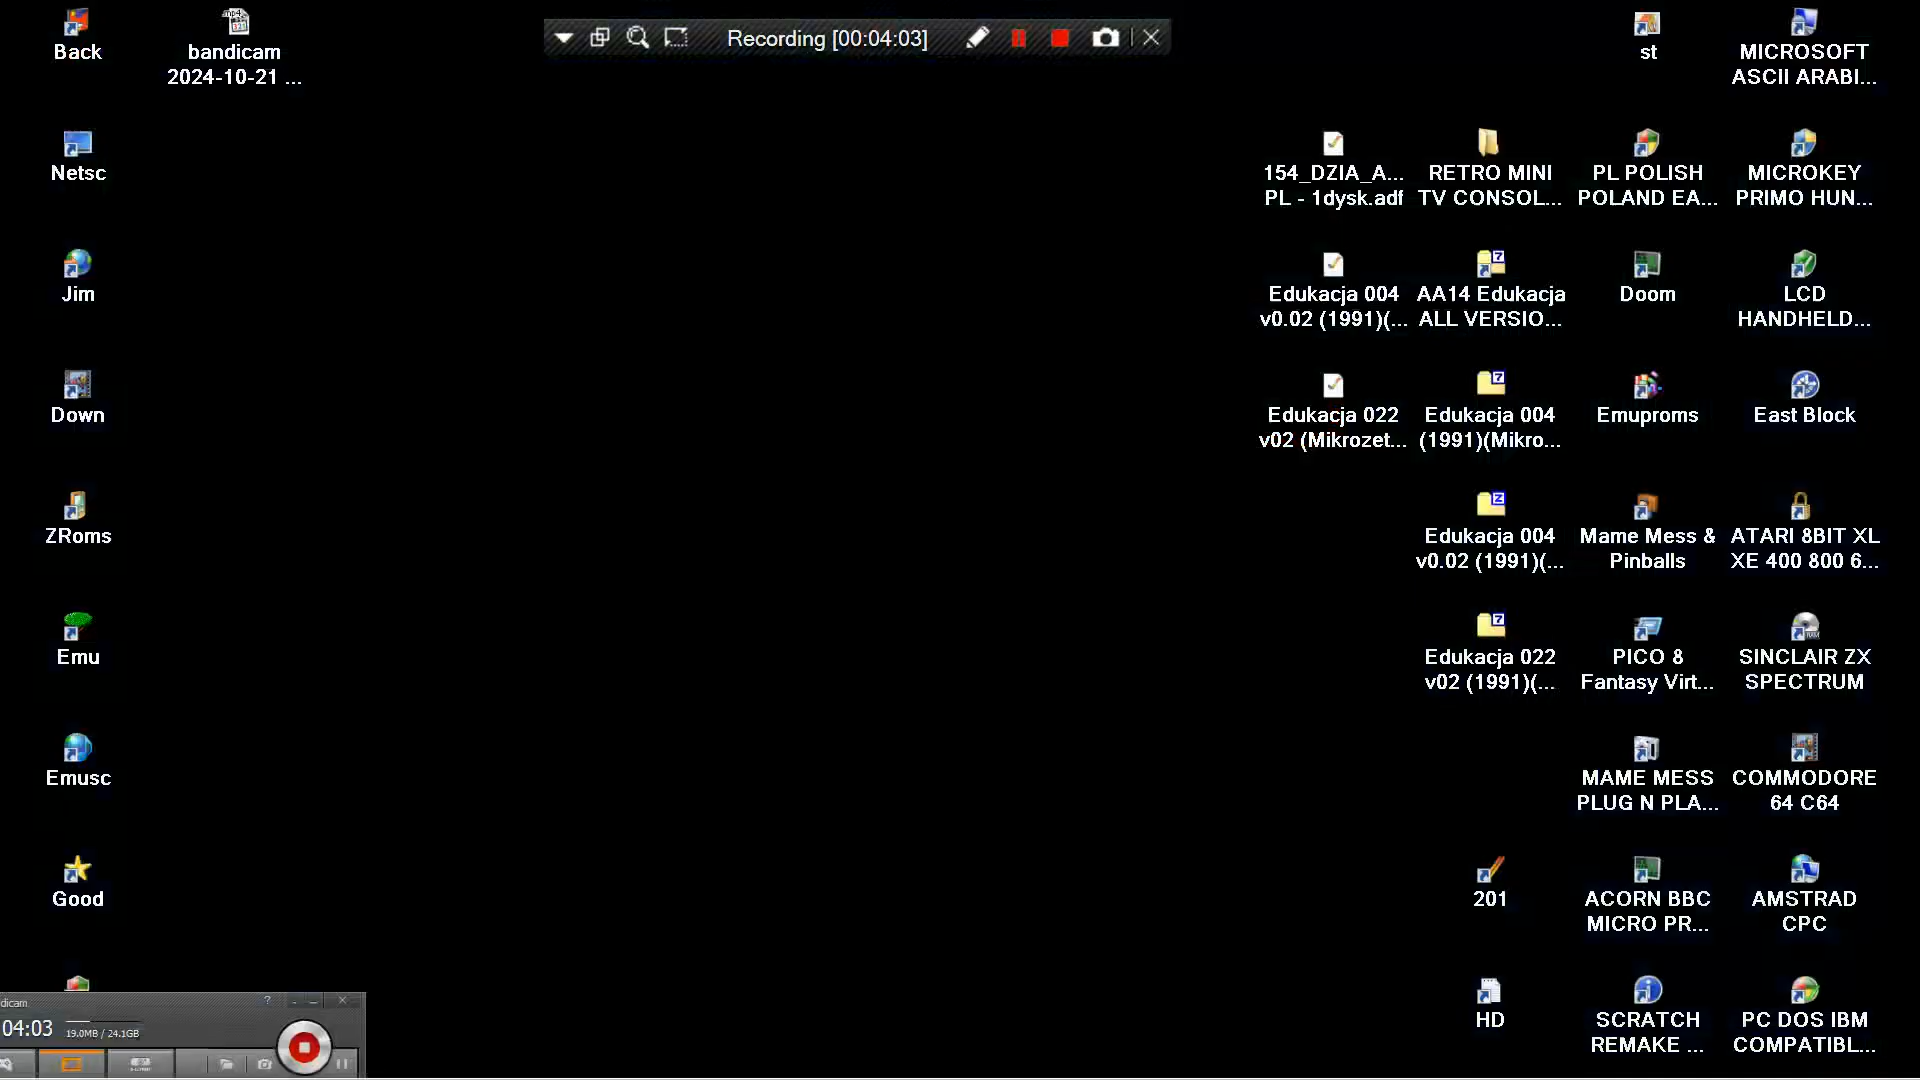 Back
bandicam
2024-10-21 ...
Recording [00:04:03]
st
MICROSOFT
ASCII ARABI...
Netsc
154_DZIA_A...
PL - 1dysk.adf
RETRO MINI
TV CONSOL...
PL POLISH
POLAND EA...
MICROKEY
PRIMO HUN...
Jim
Edukacja 004
v0.02 (1991)(...
AA14 Edukacja
ALL VERSIO...
Doom
LCD
HANDHELD...
Down
Edukacja 022
v02 (Mikrozet...
Edukacja 004
(1991)(Mikro...
Emuproms
East Block
ZRoms
Edukacja 004
v0.02 (1991)(...
Mame Mess &
Pinballs
ATARI 8BIT XL
XE 400 800 6...
Emu
Edukacja 022
v02 (1991)(...
PICO 8
Fantasy Virt...
SINCLAIR ZX
SPECTRUM
Emusc
MAME MESS
PLUG N PLA...
COMMODORE
64 C64
Good
201
ACORN BBC
MICRO PR...
AMSTRAD
CPC
HD
SCRATCH
REMAKE ...
PC DOS IBM
COMPATIBL...
dicam
04:03
19.0MB / 24.1GB